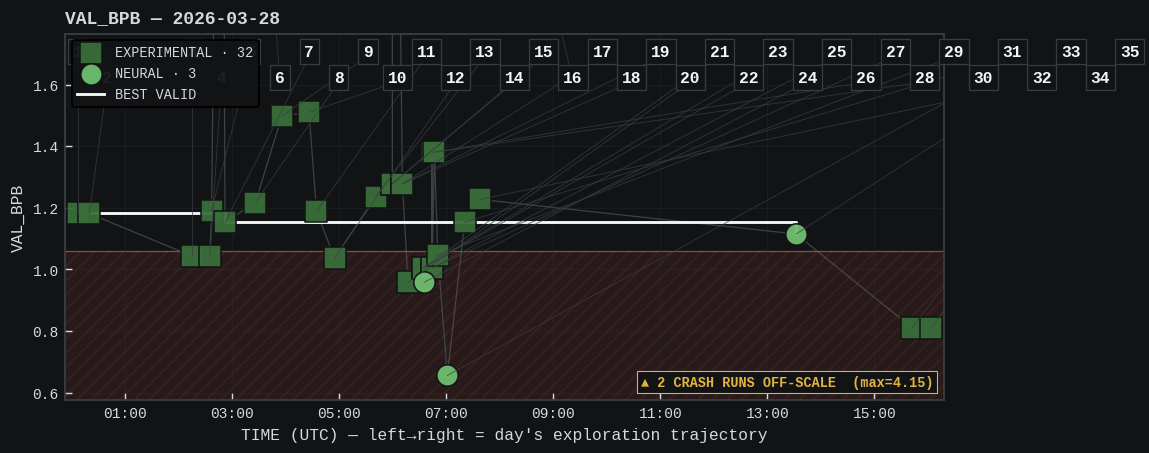 VAL_BPB — 2026-03-28
7 9 11 13 15 17 19 21 23 25 27 29 31 33 35
6 8 10 12 14 16 18 20 22 24 26 28 30 32 34
EXPERIMENTAL · 32
NEURAL · 3
BEST VALID
VAL_BPB
1.6
1.4
1.2
1.0
0.8
0.6
▲ 2 CRASH RUNS OFF-SCALE (max=4.15)
01:00 03:00 05:00 07:00 09:00 11:00 13:00 15:00
TIME (UTC) — left→right = day's exploration trajectory